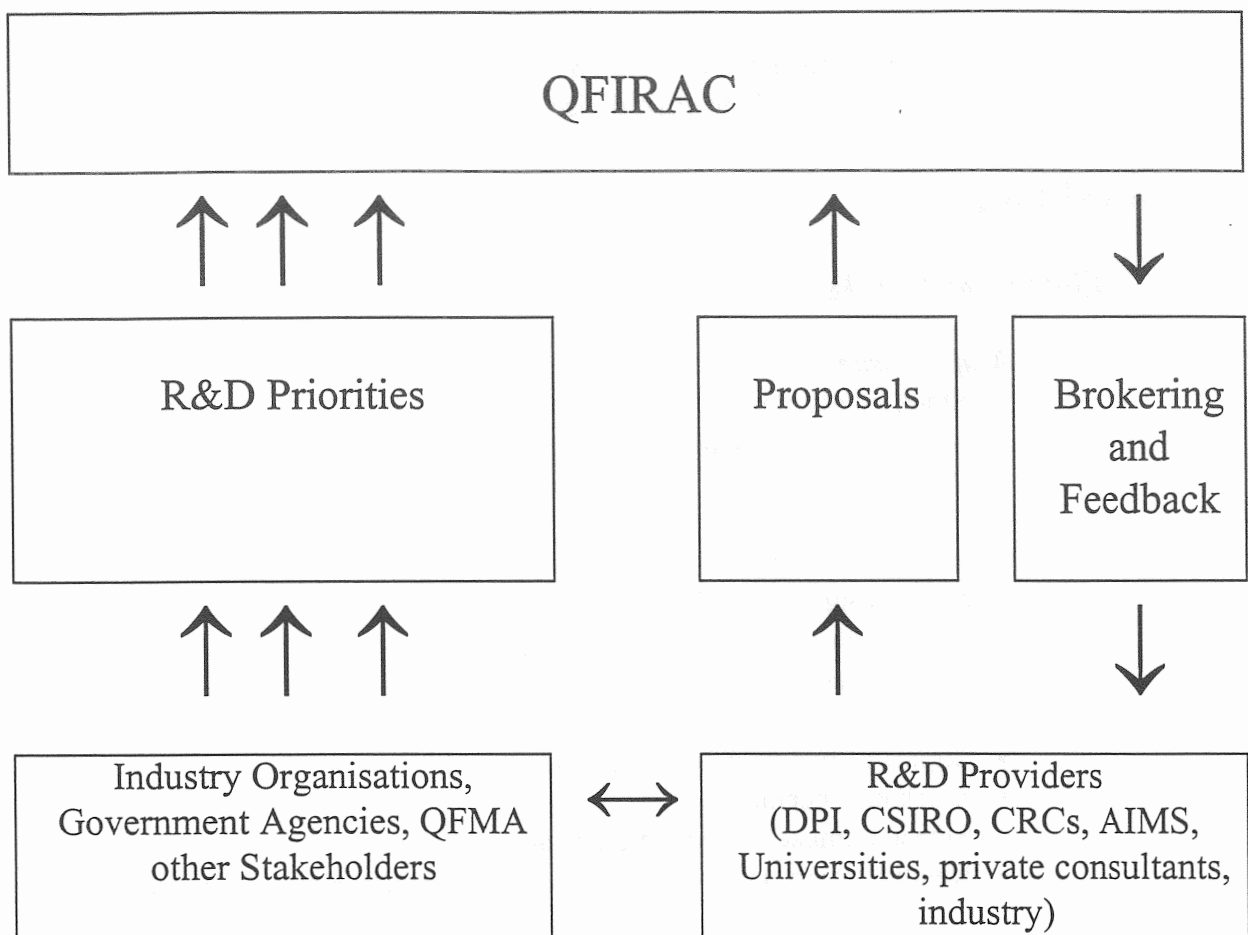 QFIRAC
R&D Priorities
Proposals
Brokering
and
Feedback
Industry Organisations,
Government Agencies, QFMA
other Stakeholders
R&D Providers
(DPI, CSIRO, CRCs, AIMS,
Universities, private consultants,
industry)